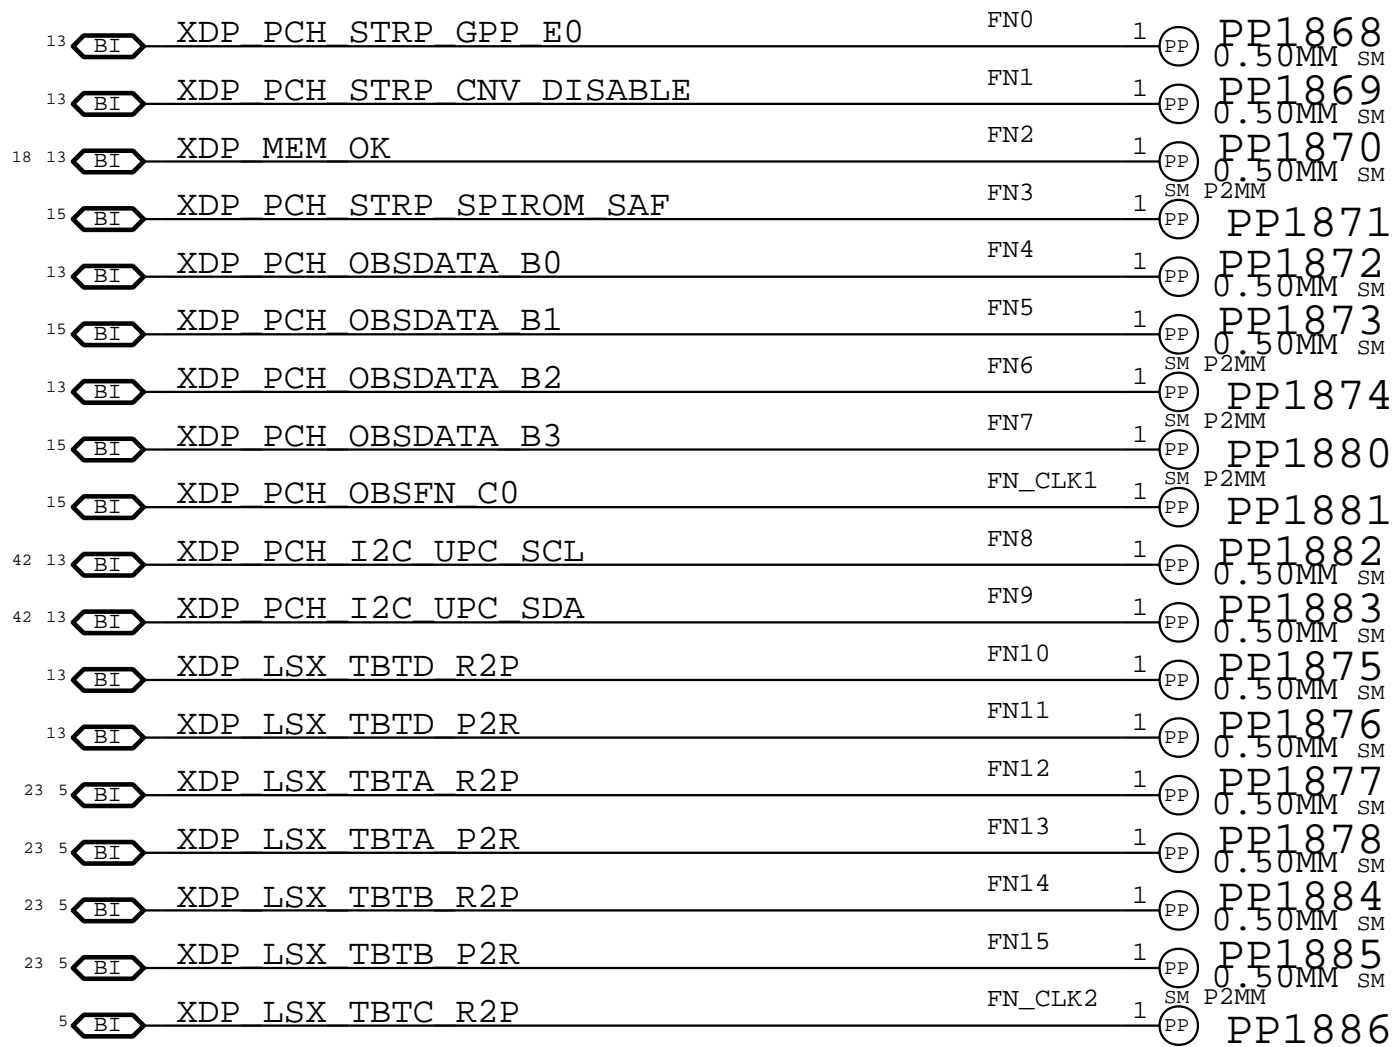 13 BI XDP_PCH_STRP_GPP_E0 FN0 1 PP PP1868 0.50MM SM
13 BI XDP_PCH_STRP_CNV_DISABLE FN1 1 PP PP1869 0.50MM SM
18 13 BI XDP_MEM_OK FN2 1 PP PP1870 0.50MM SM
15 BI XDP_PCH_STRP_SPIROM_SAF FN3 1 PP SM P2MM PP1871
13 BI XDP_PCH_OBSDATA_B0 FN4 1 PP PP1872 0.50MM SM
15 BI XDP_PCH_OBSDATA_B1 FN5 1 PP PP1873 0.50MM SM
13 BI XDP_PCH_OBSDATA_B2 FN6 1 PP SM P2MM PP1874
15 BI XDP_PCH_OBSDATA_B3 FN7 1 PP SM P2MM PP1880
15 BI XDP_PCH_OBSFN_C0 FN_CLK1 1 PP SM P2MM PP1881
42 13 BI XDP_PCH_I2C_UPC_SCL FN8 1 PP PP1882 0.50MM SM
42 13 BI XDP_PCH_I2C_UPC_SDA FN9 1 PP PP1883 0.50MM SM
13 BI XDP_LSX_TBTD_R2P FN10 1 PP PP1875 0.50MM SM
13 BI XDP_LSX_TBTD_P2R FN11 1 PP PP1876 0.50MM SM
23 5 BI XDP_LSX_TBTA_R2P FN12 1 PP PP1877 0.50MM SM
23 5 BI XDP_LSX_TBTA_P2R FN13 1 PP PP1878 0.50MM SM
23 5 BI XDP_LSX_TBTB_R2P FN14 1 PP PP1884 0.50MM SM
23 5 BI XDP_LSX_TBTB_P2R FN15 1 PP PP1885 0.50MM SM
5 BI XDP_LSX_TBTC_R2P FN_CLK2 1 PP SM P2MM PP1886